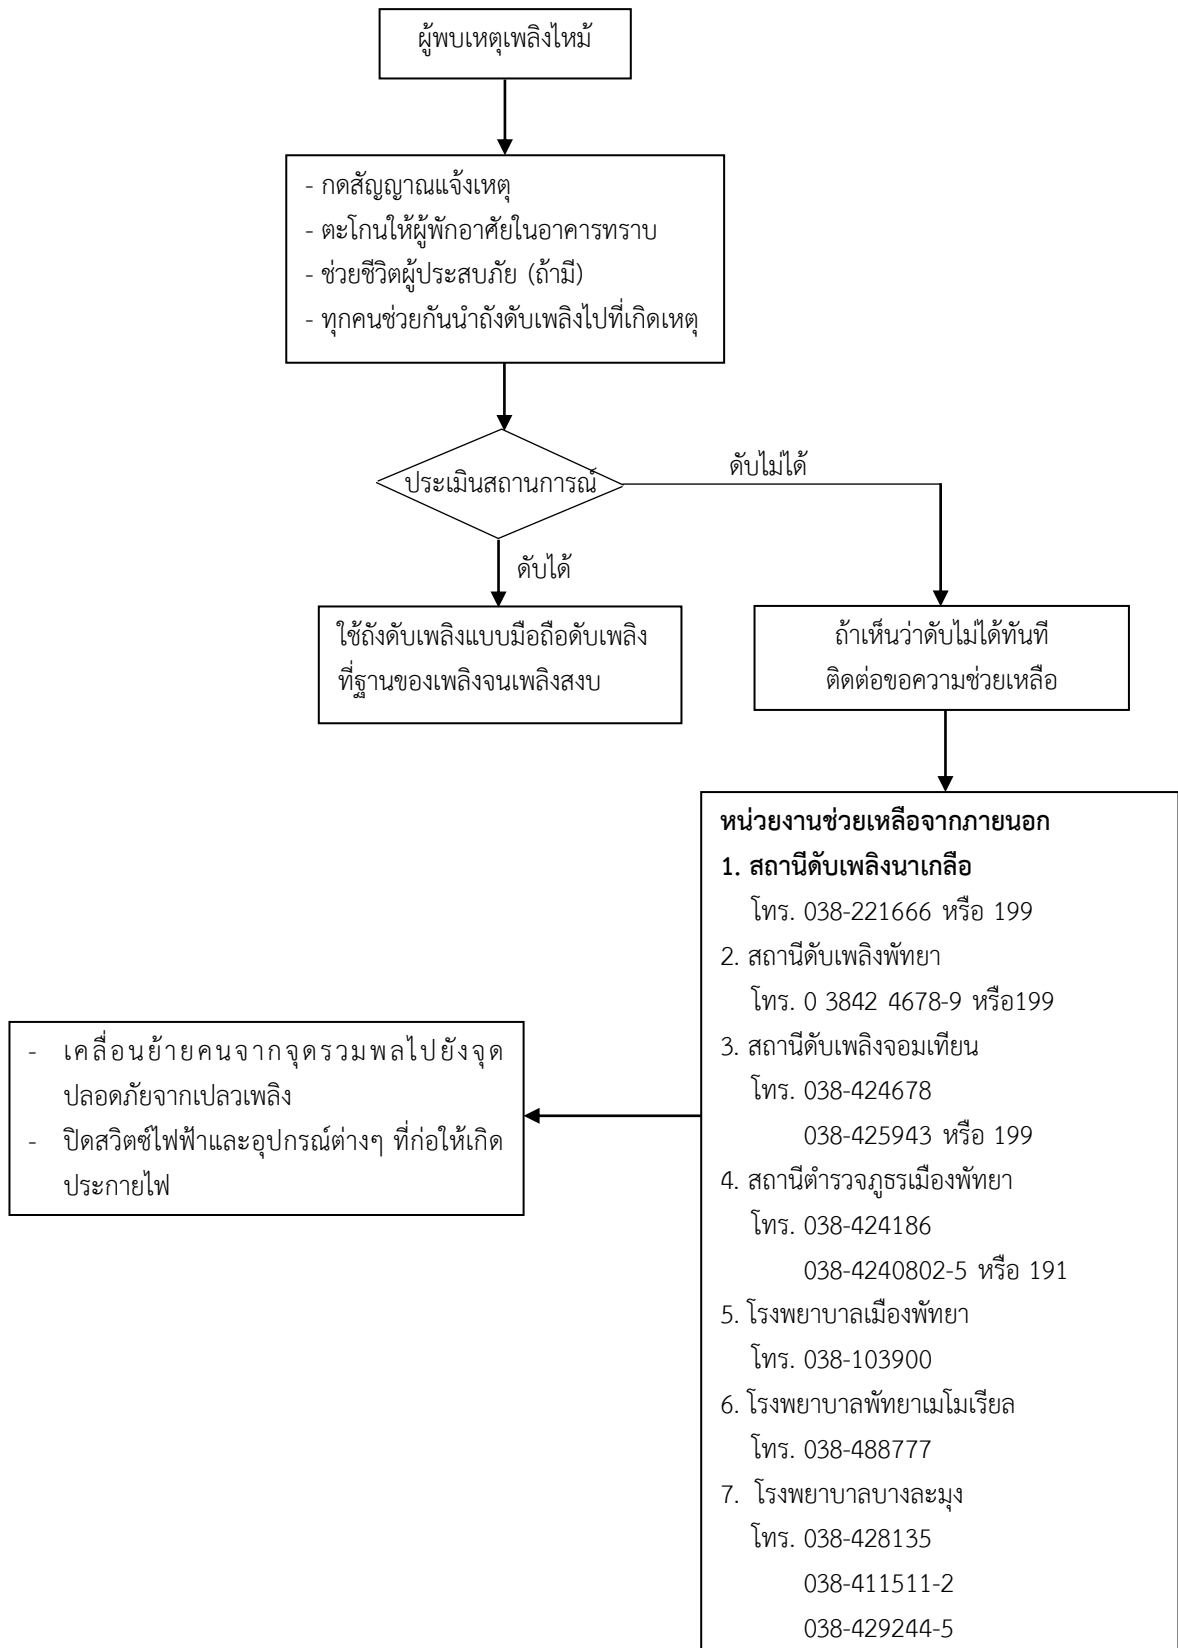 ผู้พบเหตุเพลิงไหม้
- กดสัญญาณแจ้งเหตุ
- ตะโกนให้ผู้พักอาศัยในอาคารทราบ
- ช่วยชีวิตผู้ประสบภัย (ถ้ามี)
- ทุกคนช่วยกันนำถังดับเพลิงไปที่เกิดเหตุ
ประเมินสถานการณ์
ดับไม่ได้
ดับได้
ใช้ถังดับเพลิงแบบมือถือดับเพลิง
ที่ฐานของเพลิงจนเพลิงสงบ
ถ้าเห็นว่าดับไม่ได้ทันที
ติดต่อขอความช่วยเหลือ
หน่วยงานช่วยเหลือจากภายนอก
1. สถานีดับเพลิงนาเกลือ
โทร. 038-221666 หรือ 199
2. สถานีดับเพลิงพัทยา
โทร. 0 3842 4678-9 หรือ199
3. สถานีดับเพลิงจอมเทียน
โทร. 038-424678
038-425943 หรือ 199
4. สถานีตำรวจภูธรเมืองพัทยา
โทร. 038-424186
038-4240802-5 หรือ 191
5. โรงพยาบาลเมืองพัทยา
โทร. 038-103900
6. โรงพยาบาลพัทยาเมโมเรียล
โทร. 038-488777
7. โรงพยาบาลบางละมุง
โทร. 038-428135
038-411511-2
038-429244-5
- เคลื่อนย้ายคนจากจุดรวมพลไปยังจุด
ปลอดภัยจากเปลวเพลิง
- ปิดสวิตซ์ไฟฟ้าและอุปกรณ์ต่างๆ ที่ก่อให้เกิด
ประกายไฟ